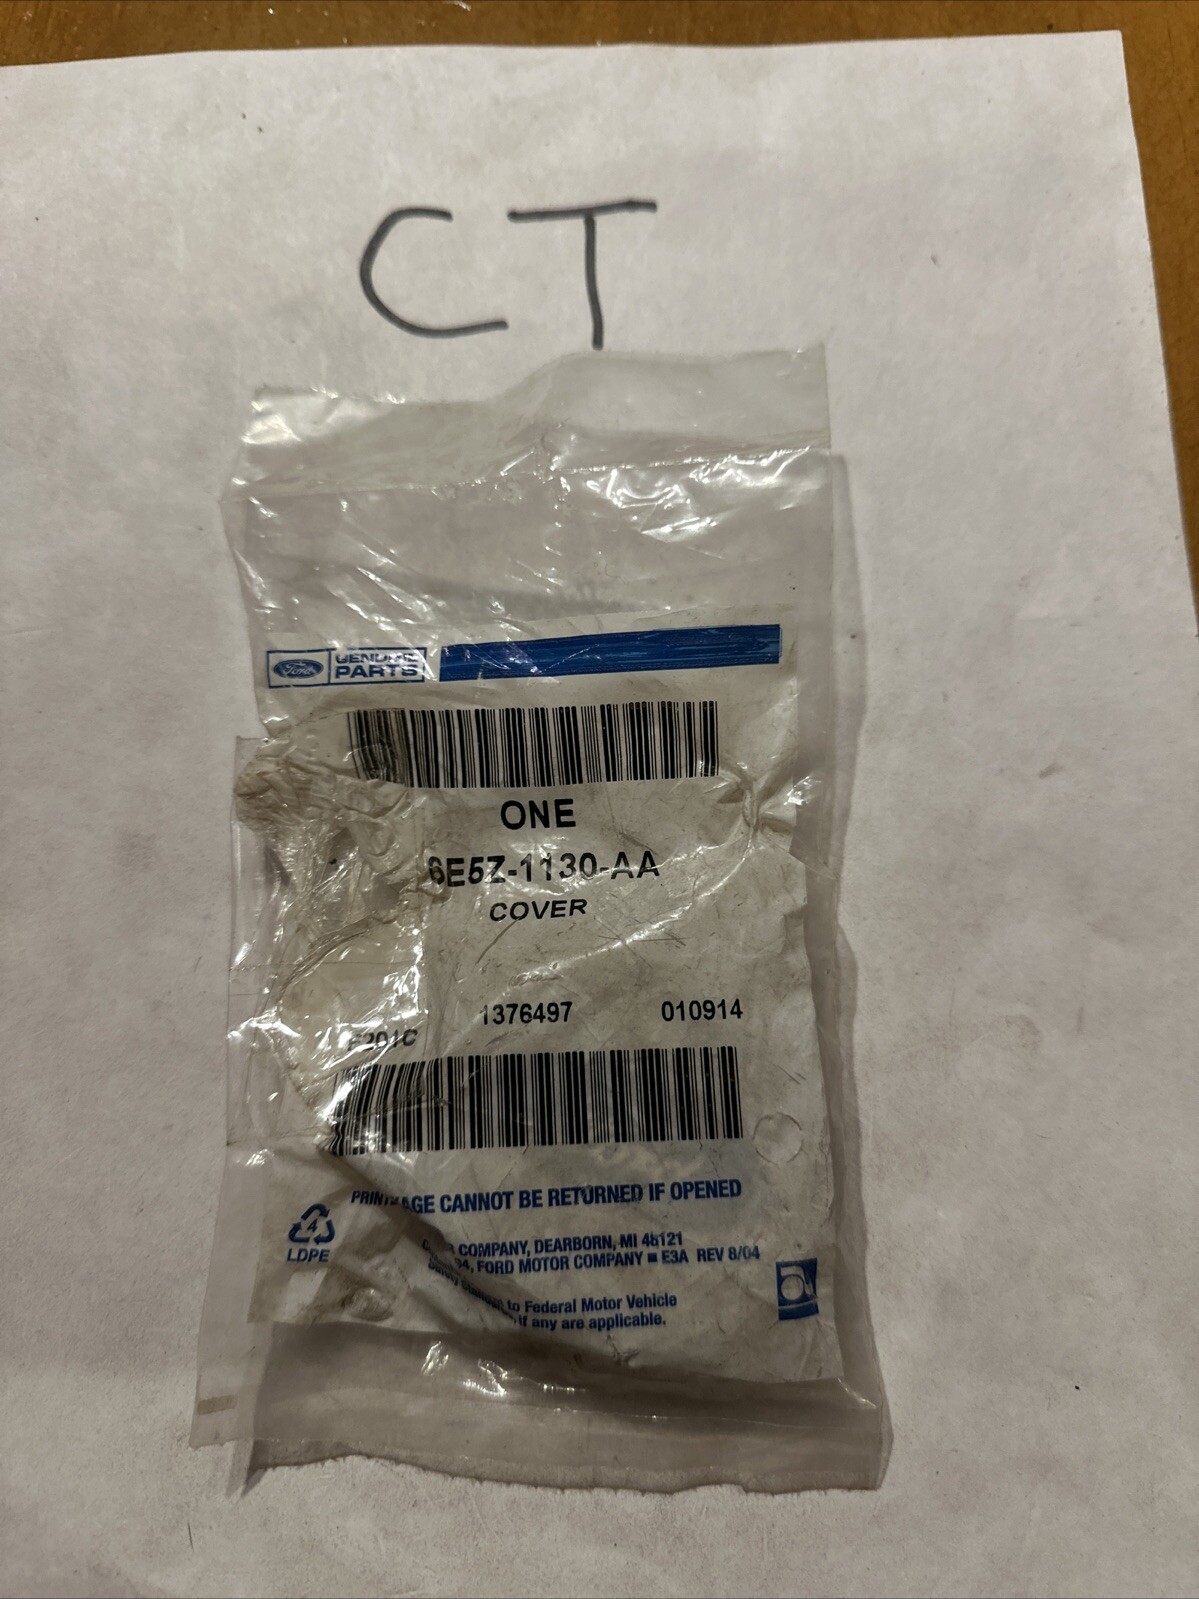 CT
Ford
GENUINE
PARTS
ONE
6E5Z-1130-AA
COVER
1376497 010914
F201C
AGE CANNOT BE RETURNED IF OPENED
4
LDPE
COMPANY, DEARBORN, MI 48121
FORD MOTOR COMPANY ■ E3A REV 8/04
to Federal Motor Vehicle
if any are applicable.